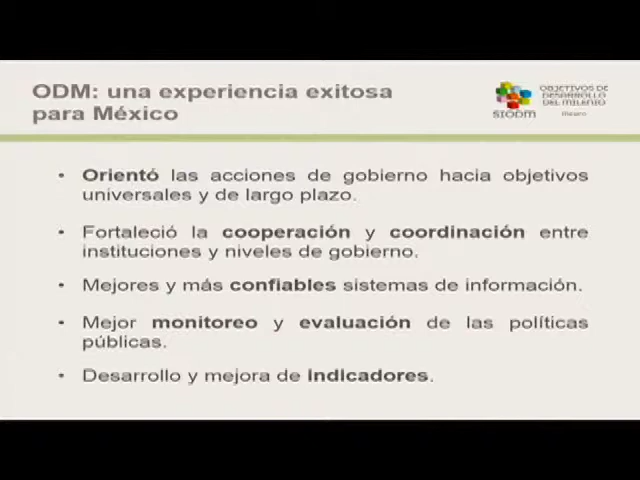 ODM: una experiencia exitosa
para México
OBJETIVOS DE
DESARROLLO
DEL MILENIO
SIODM
México
• Orientó las acciones de gobierno hacia objetivos
universales y de largo plazo.
• Fortaleció la cooperación y coordinación entre
instituciones y niveles de gobierno.
• Mejores y más confiables sistemas de información.
• Mejor monitoreo y evaluación de las políticas
públicas.
• Desarrollo y mejora de indicadores.